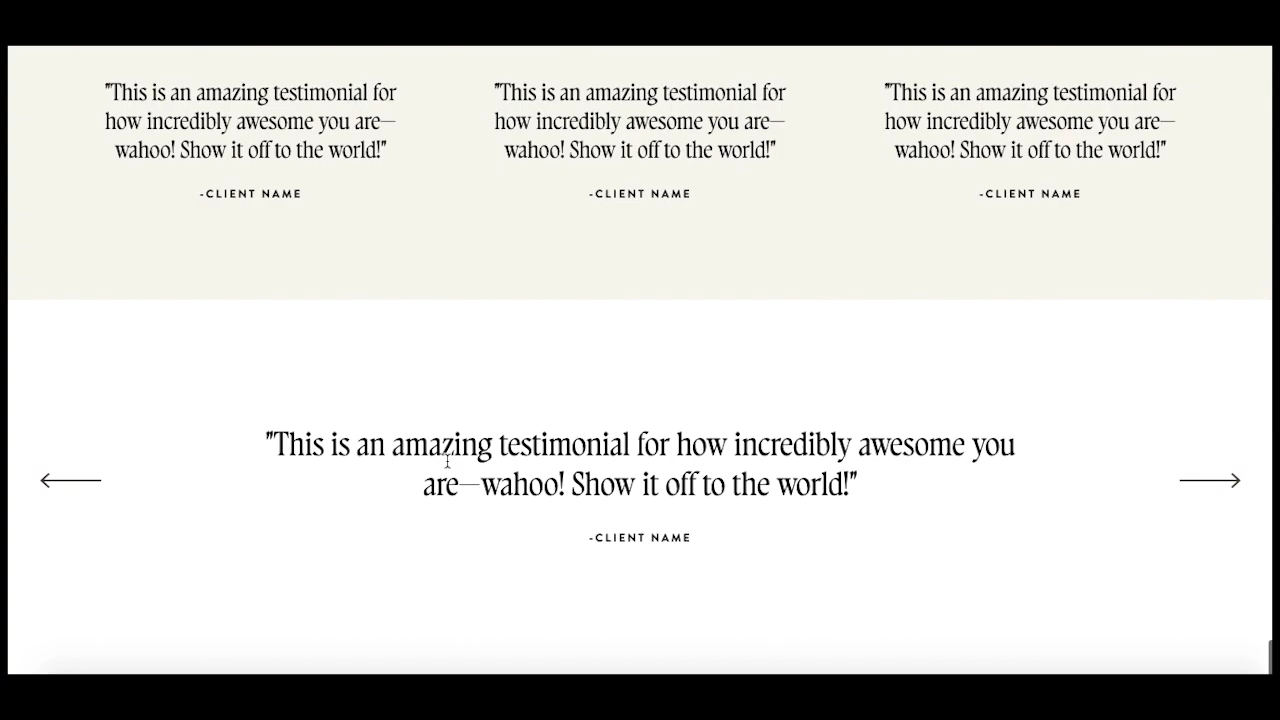 "This is an amazing testimonial for
how incredibly awesome you are—
wahoo! Show it off to the world!"
-CLIENT NAME
"This is an amazing testimonial for
how incredibly awesome you are—
wahoo! Show it off to the world!"
-CLIENT NAME
"This is an amazing testimonial for
how incredibly awesome you are—
wahoo! Show it off to the world!"
-CLIENT NAME
"This is an amazing testimonial for how incredibly awesome you
are—wahoo! Show it off to the world!"
-CLIENT NAME